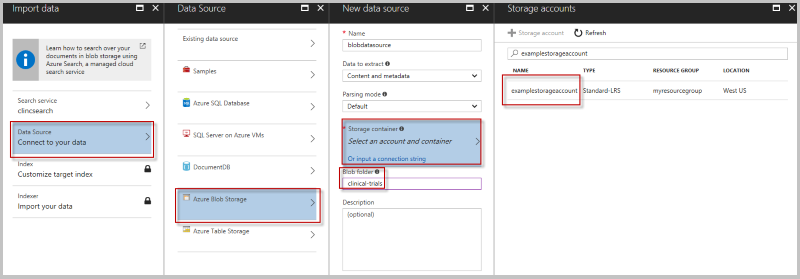 Import data
Learn how to search over your
documents in blob storage using
Azure Search, a managed cloud
search service
Search service
clincsearch
Data Source
Connect to your data
Index
Customize target index
Indexer
Import your data
Data Source
Existing data source
Samples
Azure SQL Database
SQL Server on Azure VMs
DocumentDB
Azure Blob Storage
Azure Table Storage
New data source
* Name
blobdatasource
Data to extract
Content and metadata
Parsing mode
Default
* Storage container
Select an account and container
Or input a connection string
Blob folder
clinical-trials
Description
(optional)
Storage accounts
Storage account Refresh
examplestorageaccount
NAME TYPE RESOURCE GROUP LOCATION
examplestorageaccount Standard-LRS myresourcegroup West US